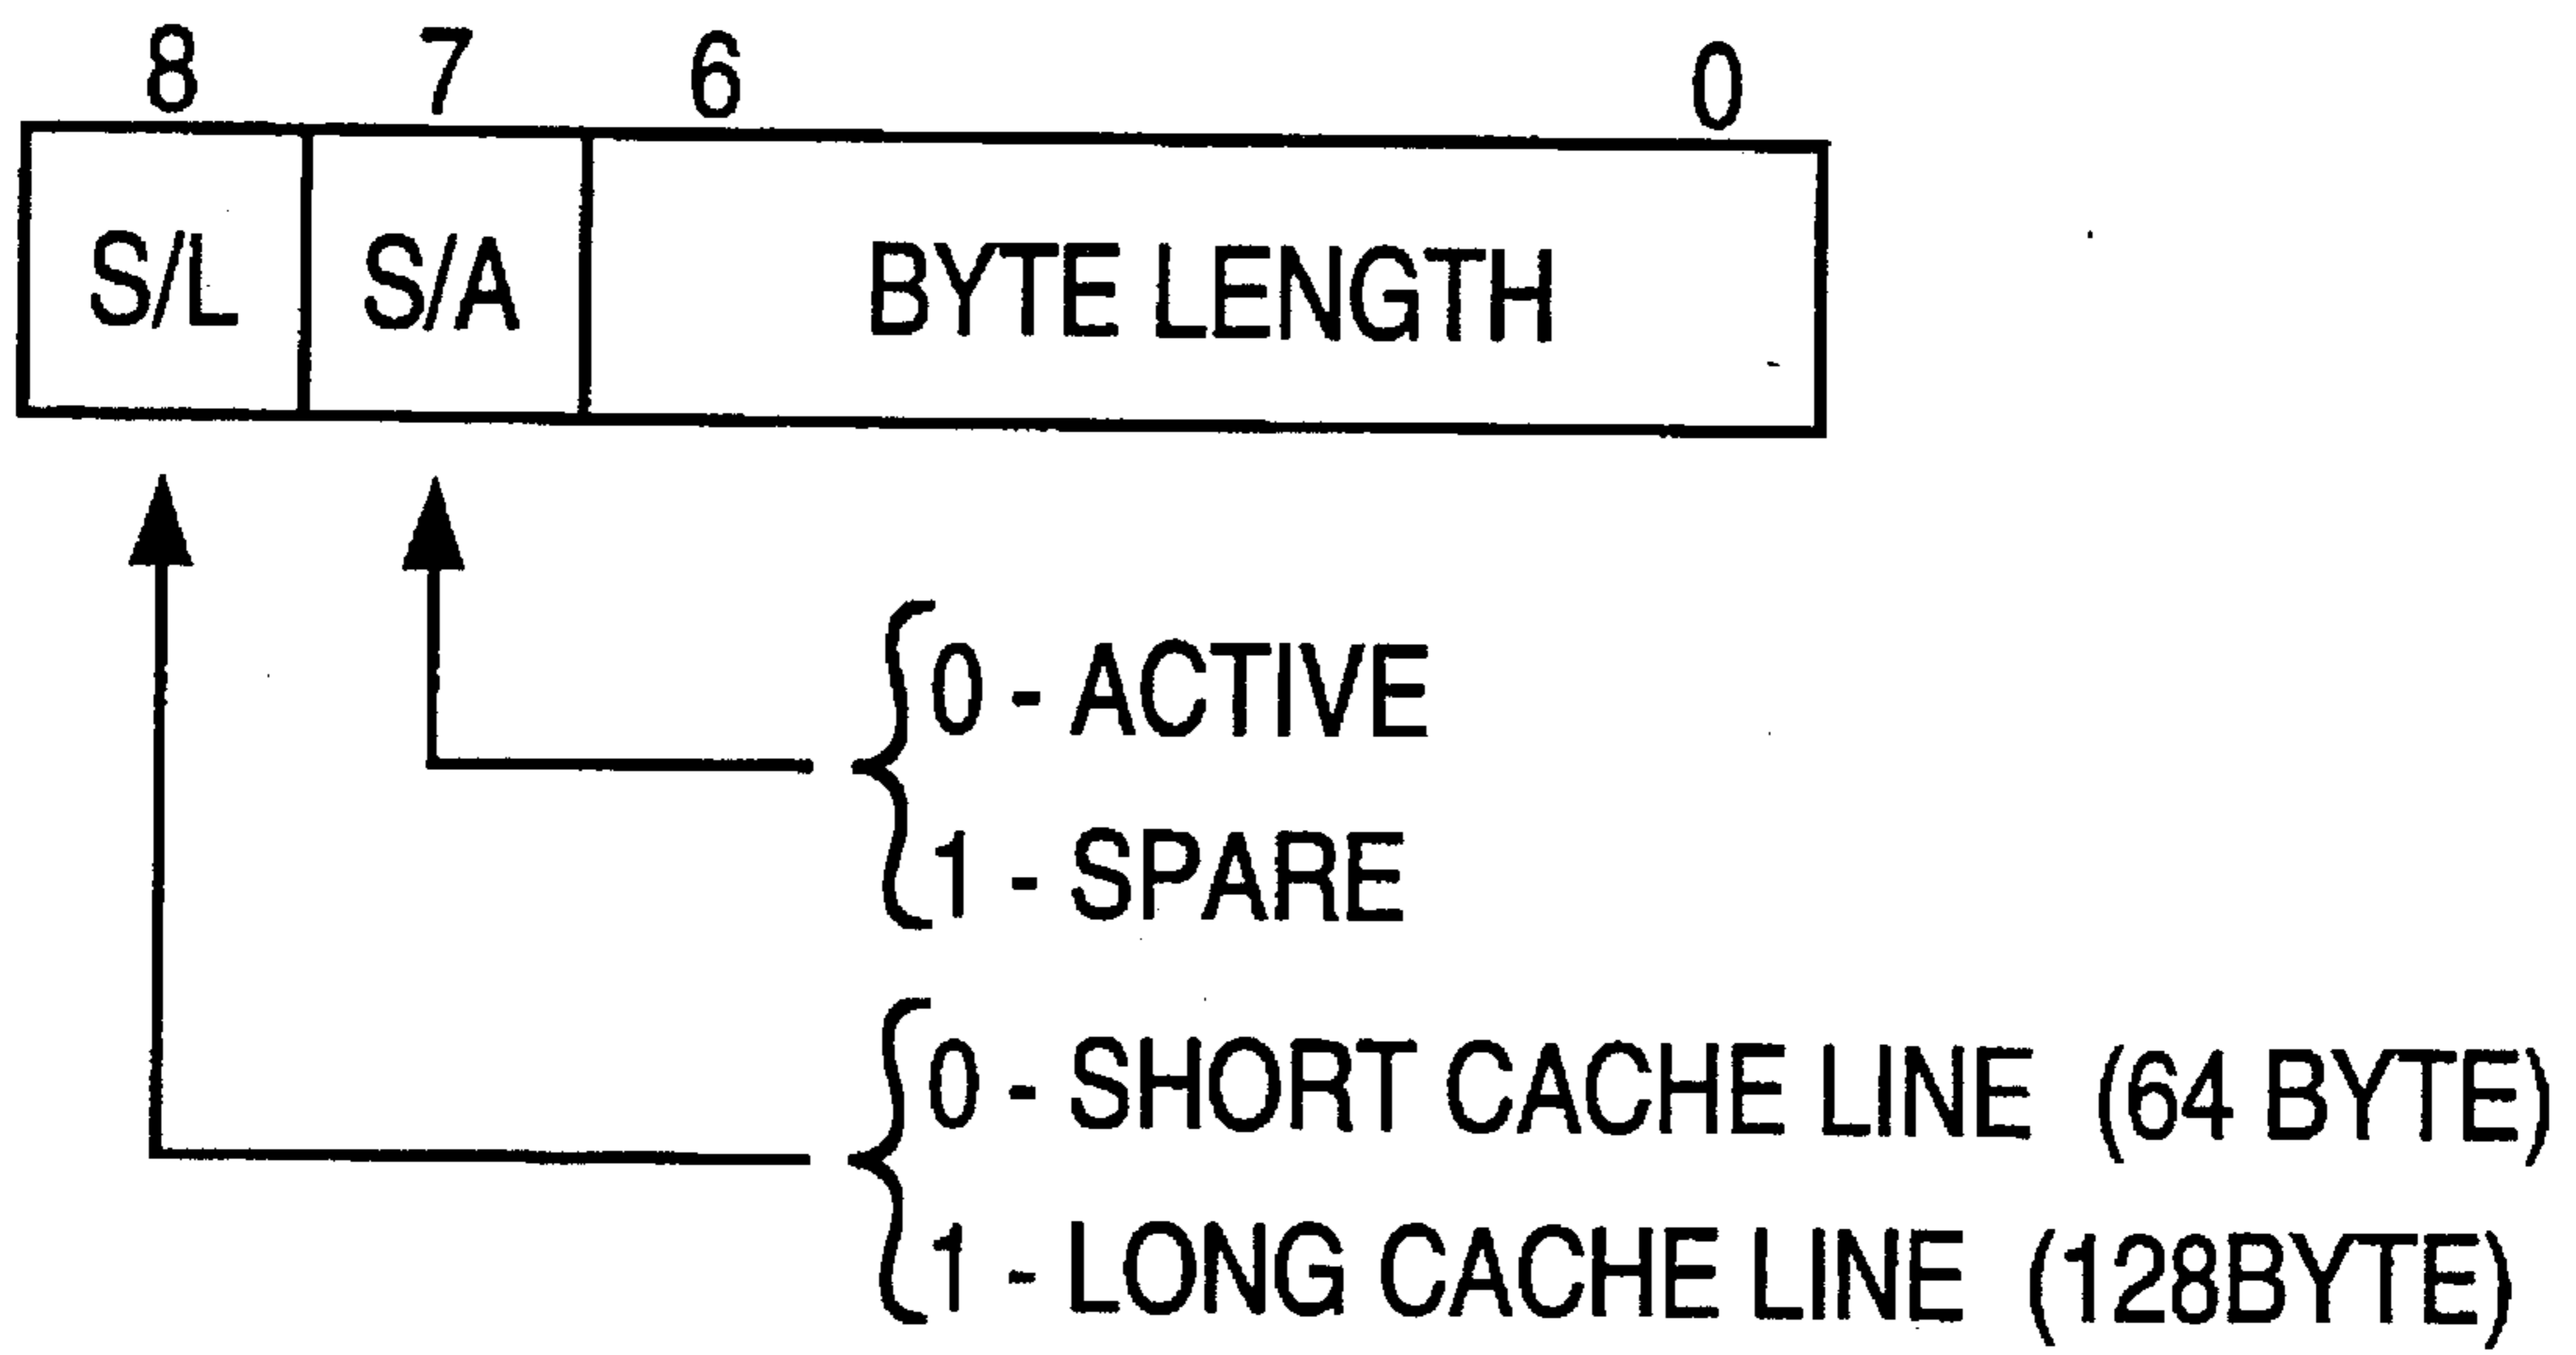 8 7 6 0
S/L S/A BYTE LENGTH
0 - ACTIVE
1 - SPARE
0 - SHORT CACHE LINE (64 BYTE)
1 - LONG CACHE LINE (128BYTE)